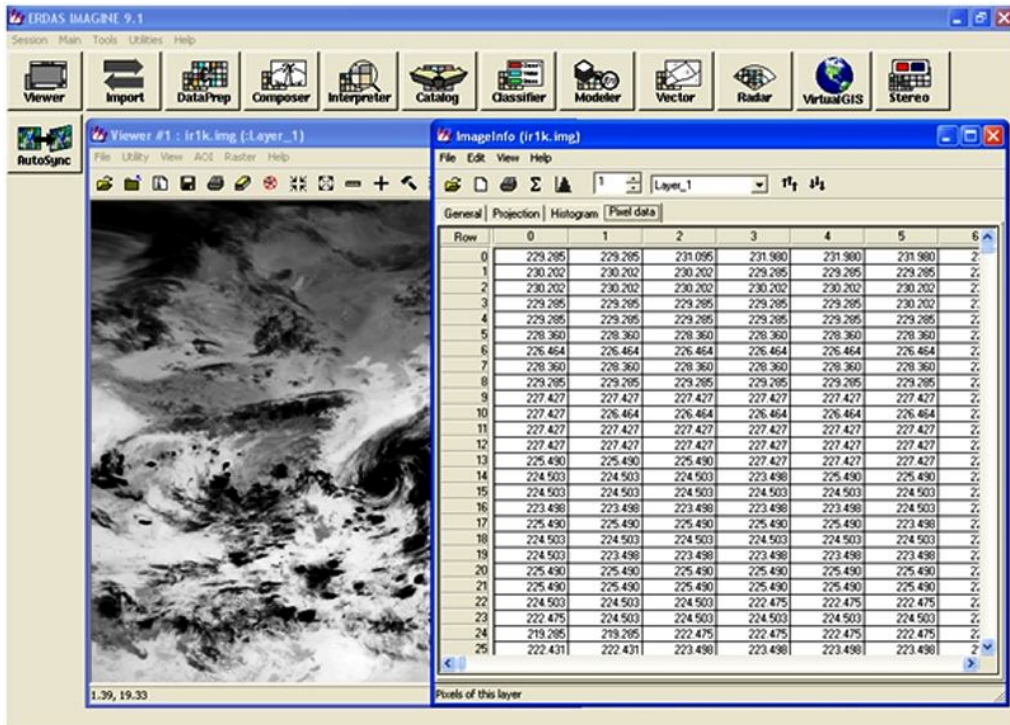 ERDAS IMAGINE 9.1
Session Main Tools Utilities Help
Viewer Import DataPrep Composer Interpreter Catalog Classifier Modeler Vector Radar VirtualGIS Stereo
AutoSync
Viewer #1 : ir1k.img (:Layer_1)
File Utility View AOI Raster Help
1.39, 19.33
ImageInfo (ir1k.img)
File Edit View Help
1 Layer_1
General Projection Histogram Pixel data
Row 0 1 2 3 4 5 6
0 229.285 229.285 231.095 231.980 231.980 231.980
1 230.202 230.202 230.202 229.285 229.285 229.285
2 230.202 230.202 230.202 230.202 230.202 230.202
3 229.285 229.285 229.285 229.285 229.285 230.202
4 229.285 229.285 229.285 229.285 229.285 229.285
5 228.360 228.360 228.360 228.360 228.360 228.360
6 226.464 226.464 226.464 226.464 226.464 226.464
7 228.360 228.360 228.360 228.360 228.360 228.360
8 229.285 229.285 229.285 229.285 229.285 229.285
9 227.427 227.427 227.427 227.427 227.427 227.427
10 227.427 226.464 226.464 226.464 226.464 226.464
11 227.427 227.427 227.427 227.427 227.427 227.427
12 227.427 227.427 227.427 227.427 227.427 227.427
13 225.490 225.490 225.490 227.427 227.427 227.427
14 224.503 224.503 224.503 223.498 225.490 225.490
15 224.503 224.503 224.503 224.503 224.503 224.503
16 223.498 223.498 223.498 223.498 223.498 224.503
17 225.490 225.490 225.490 225.490 225.490 223.498
18 224.503 224.503 224.503 224.503 224.503 224.503
19 224.503 223.498 223.498 223.498 223.498 223.498
20 225.490 225.490 225.490 225.490 225.490 225.490
21 225.490 225.490 225.490 225.490 225.490 225.490
22 224.503 224.503 224.503 222.475 222.475 222.475
23 222.475 224.503 224.503 224.503 224.503 222.475
24 219.285 219.285 222.475 222.475 222.475 222.475
25 222.431 222.431 223.498 223.498 223.498 223.498
Pixels of this layer